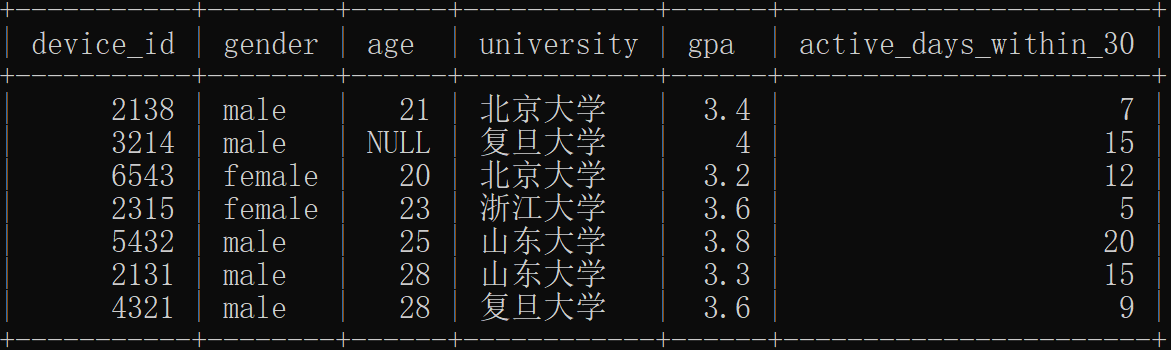 device_id | gender | age | university | gpa | active_days_within_30
2138 | male | 21 | 北京大学 | 3.4 | 7
3214 | male | NULL | 复旦大学 | 4 | 15
6543 | female | 20 | 北京大学 | 3.2 | 12
2315 | female | 23 | 浙江大学 | 3.6 | 5
5432 | male | 25 | 山东大学 | 3.8 | 20
2131 | male | 28 | 山东大学 | 3.3 | 15
4321 | male | 28 | 复旦大学 | 3.6 | 9